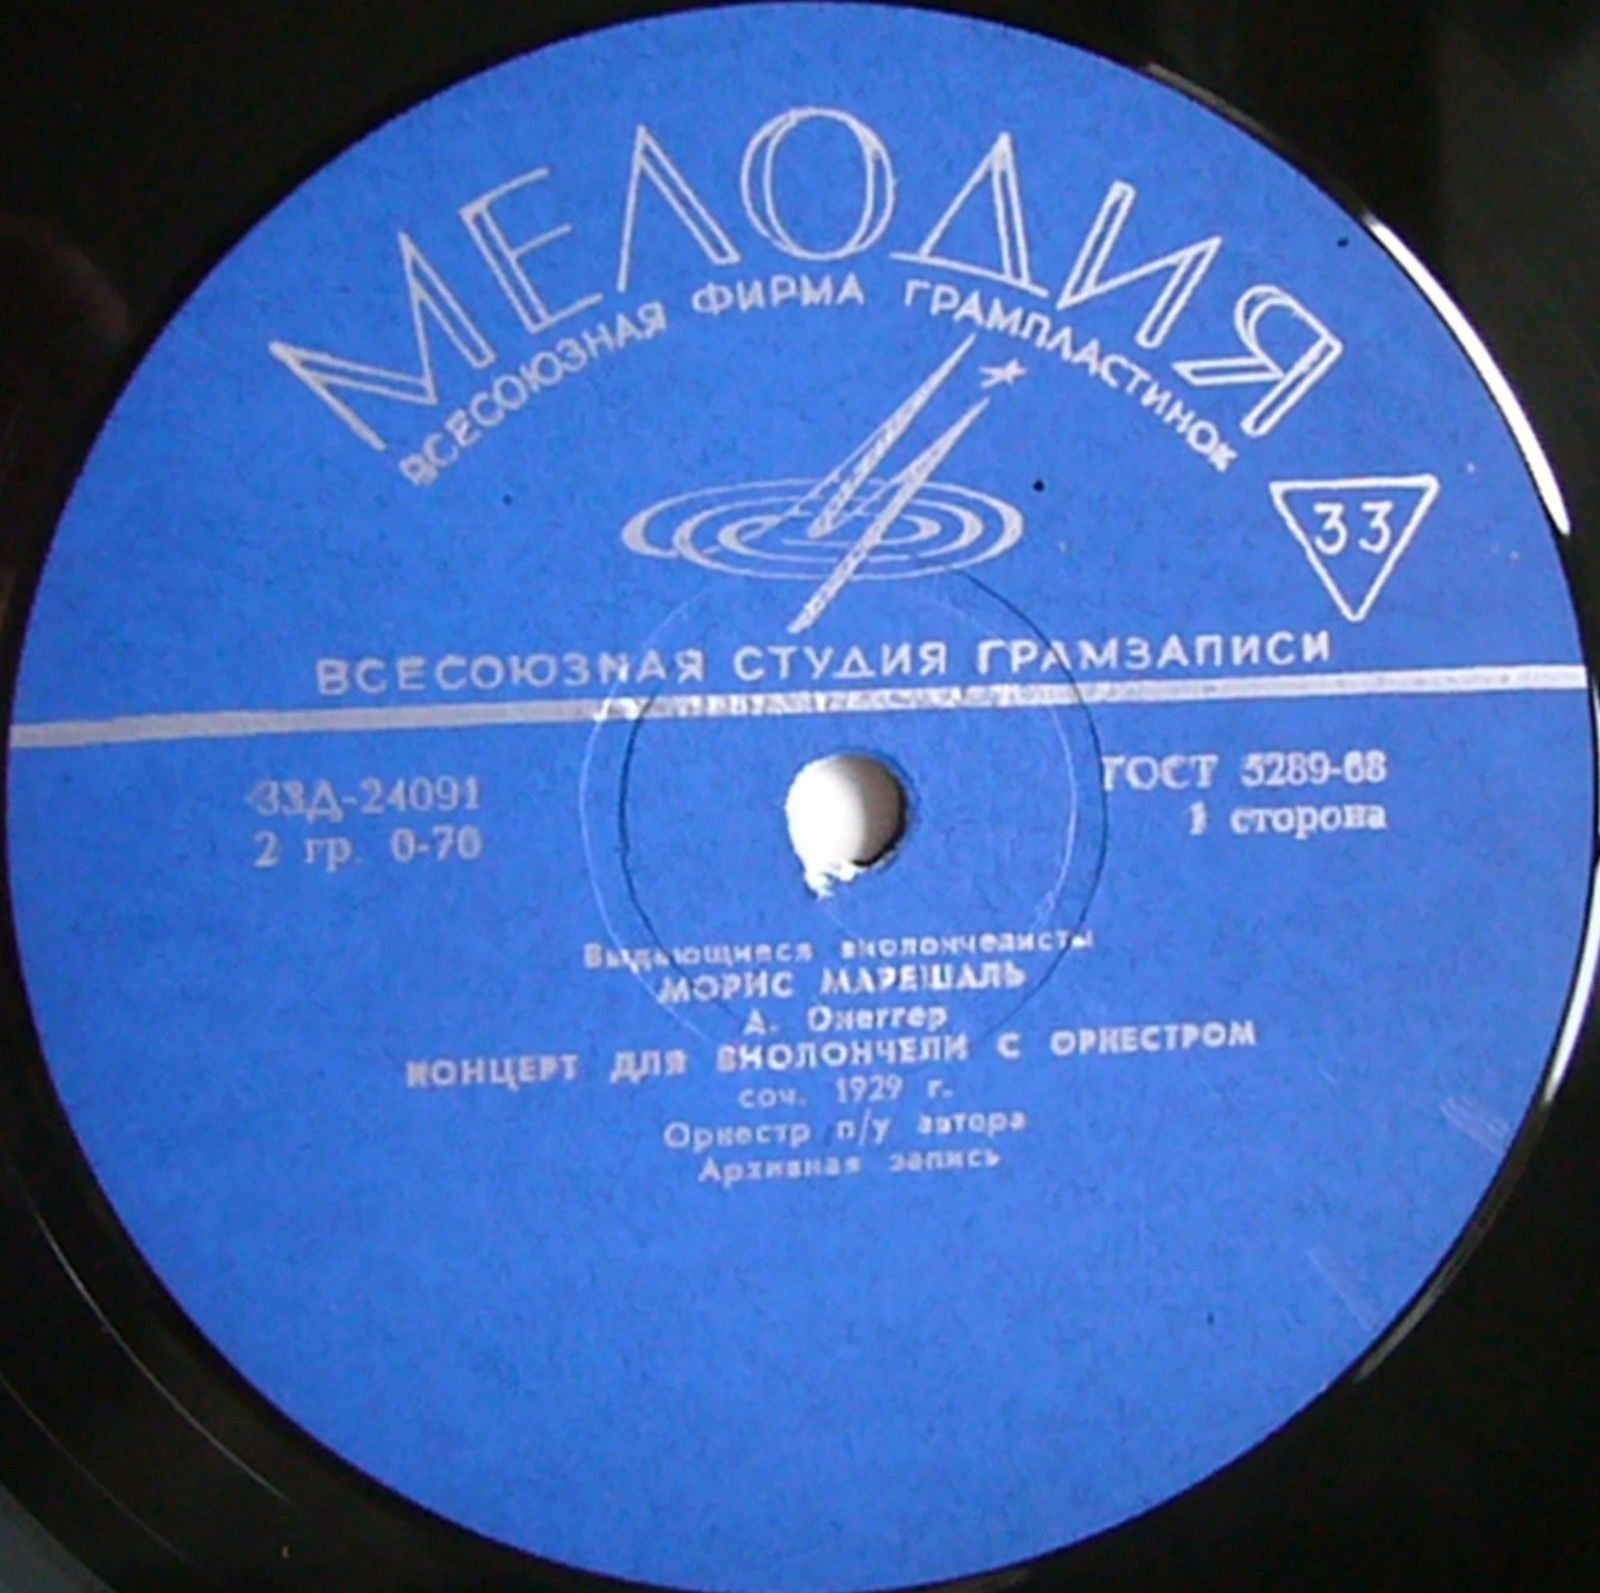 МЕЛОДИЯ
ВСЕСОЮЗНАЯ ФИРМА ГРАМПЛАСТИНОК
33
ВСЕСОЮЗНАЯ СТУДИЯ ГРАМЗАПИСИ
33Д-24091
2 гр. 0-70
ГОСТ 5289-68
1 сторона
Выдающиеся виолончелисты
МОРИС МАРЕШАЛЬ
А. Онеггер
КОНЦЕРТ ДЛЯ ВИОЛОНЧЕЛИ С ОРКЕСТРОМ
соч. 1929 г.
Оркестр п/у автора
Архивная запись